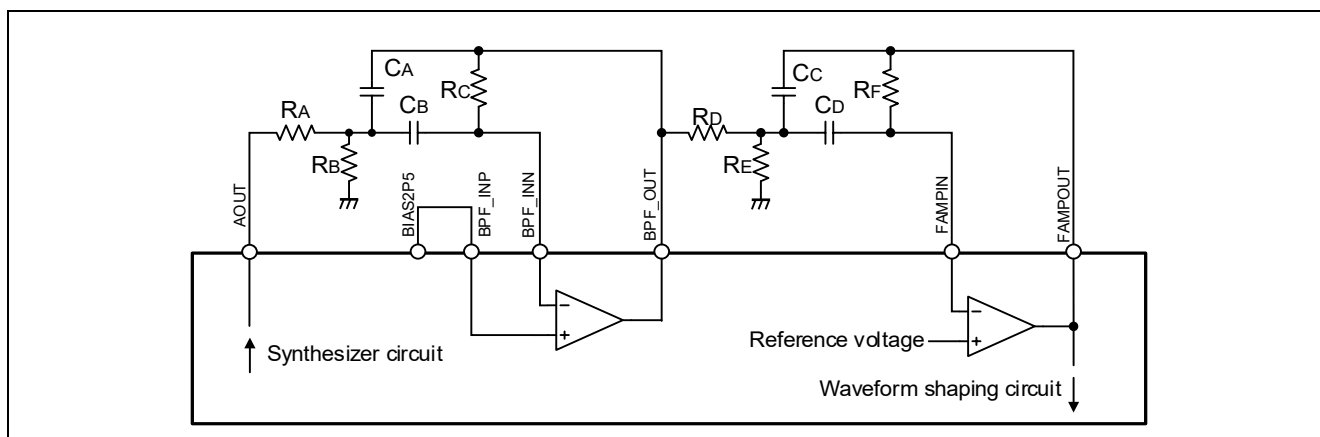 CA
RC
CC
RF
RA
CB
RD
CD
RB
RE
AOUT
BIAS2P5
BPF_INP
BPF_INN
BPF_OUT
FAMPIN
FAMPOUT
−
+
−
+
Synthesizer circuit
Reference voltage
Waveform shaping circuit